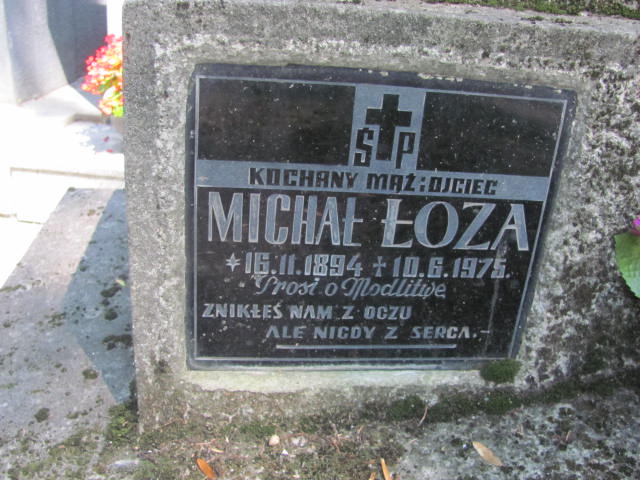 Ś P
KOCHANY MĄŻ:OJCIEC
MICHAŁ ŁOZA
*16.11.1894 +10.6.1975.
Prosi o Modlitwę
ZNIKŁEŚ NAM Z OCZU
ALE NIGDY Z SERCA.-